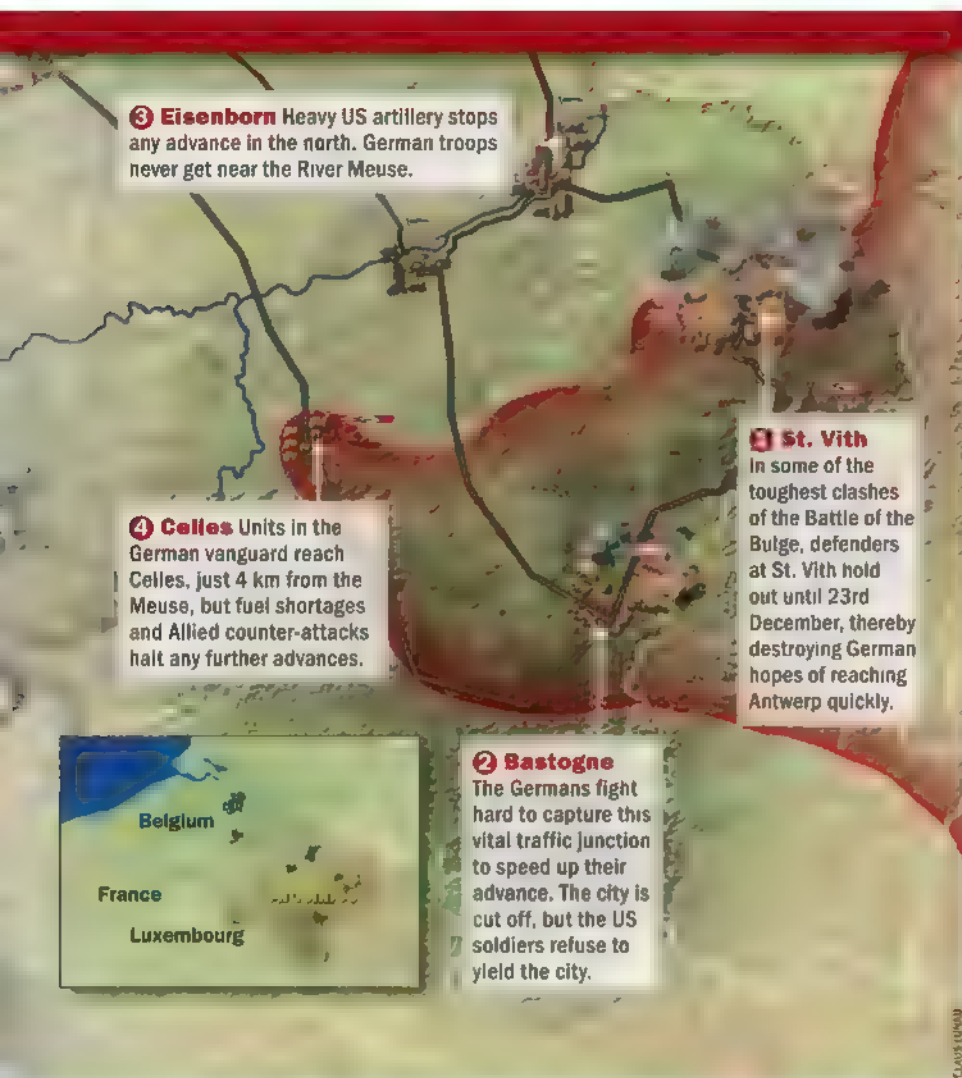 3 Eisenborn Heavy US artillery stops
any advance in the north. German troops
never get near the River Meuse.
St. Vith
In some of the
toughest clashes
of the Battle of the
Bulge, defenders
at St. Vith hold
out until 23rd
December, thereby
destroying German
hopes of reaching
Antwerp quickly.
4 Celles Units in the
German vanguard reach
Celles, just 4 km from the
Meuse, but fuel shortages
and Allied counter-attacks
halt any further advances.
2 Bastogne
The Germans fight
hard to capture this
vital traffic junction
to speed up their
advance. The city is
cut off, but the US
soldiers refuse to
yield the city.
Belgium
France
Luxembourg